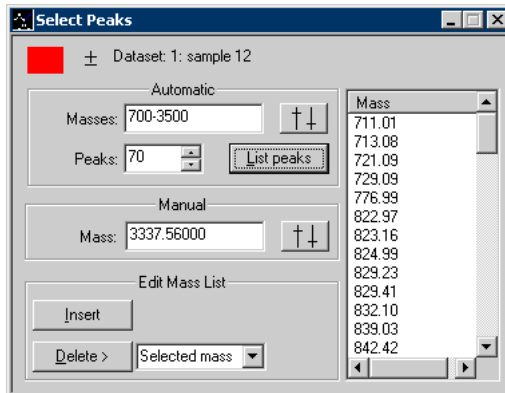 Select Peaks
± Dataset: 1: sample 12
Automatic
Masses: 700-3500
Peaks: 70
List peaks
Manual
Mass: 3337.56000
Edit Mass List
Insert
Delete > Selected mass
Mass
711.01
713.08
721.09
729.09
776.99
822.97
823.16
824.99
829.23
829.41
832.10
839.03
842.42